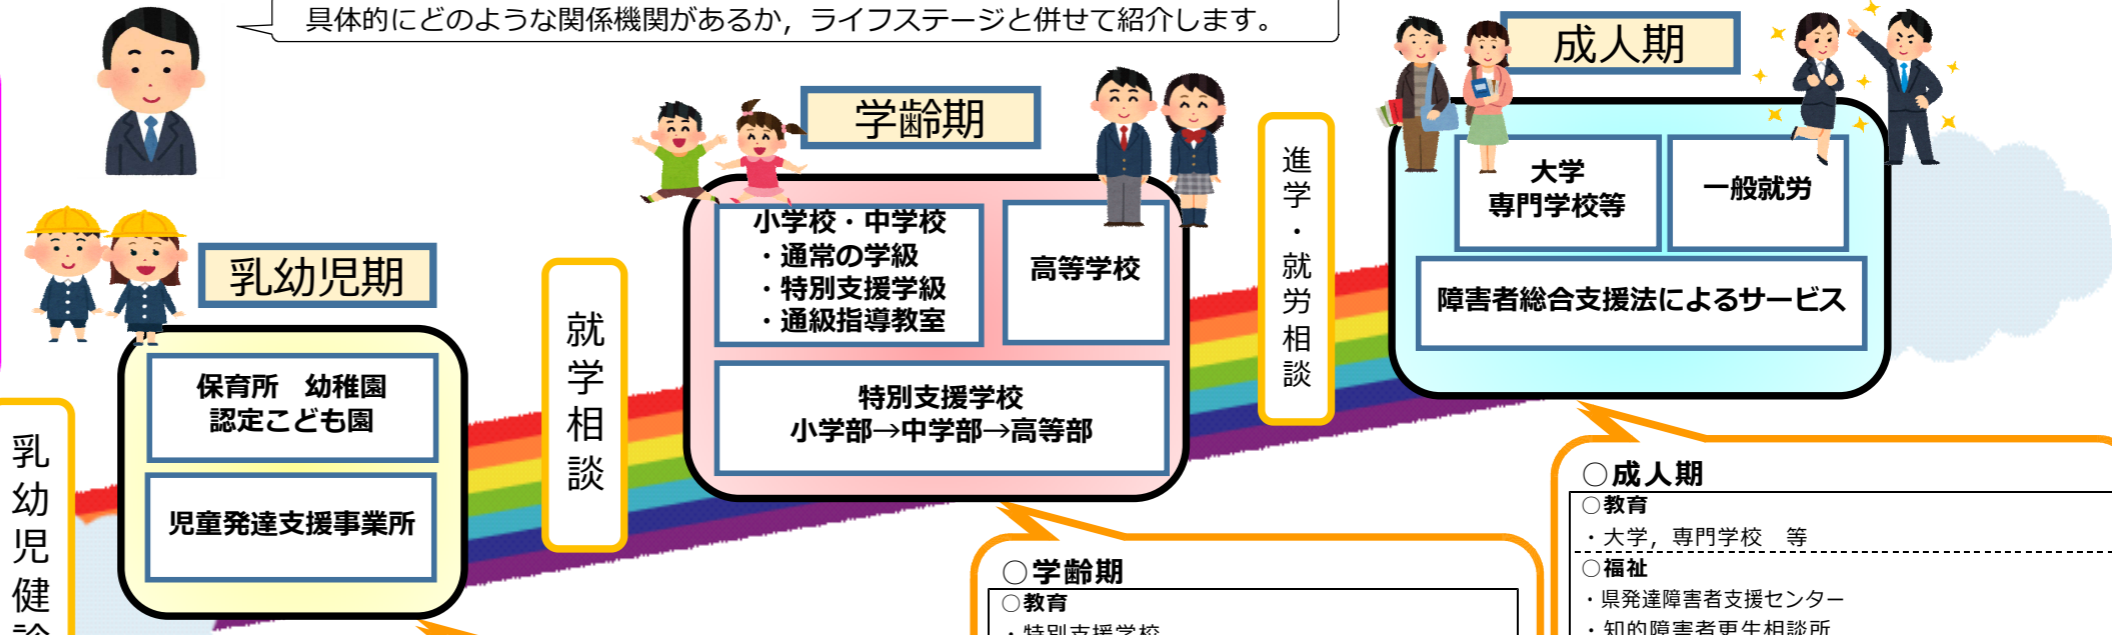 具体的にどのような関係機関があるか，ライフステージと併せて紹介します。
成人期
学齢期
乳幼児期
大学
専門学校等
一般就労
障害者総合支援法によるサービス
進学・就労相談
小学校・中学校
・通常の学級
・特別支援学級
・通級指導教室
高等学校
特別支援学校
小学部→中学部→高等部
就学相談
保育所　幼稚園
認定こども園
児童発達支援事業所
乳幼児健
○成人期
○教育
・大学，専門学校　等
○福祉
・県発達障害者支援センター
・知的障害者更生相談所
○学齢期
○教育
・特別支援学校